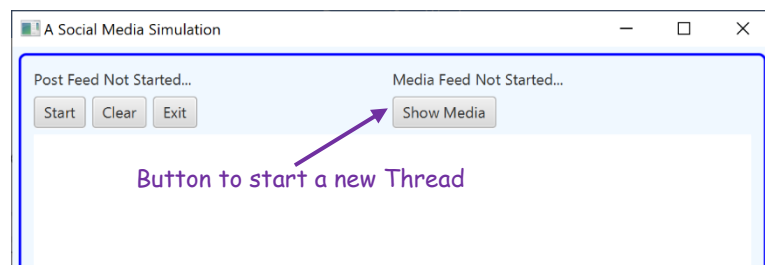 A Social Media Simulation
Post Feed Not Started...
Media Feed Not Started...
Start
Clear
Exit
Show Media
Button to start a new Thread